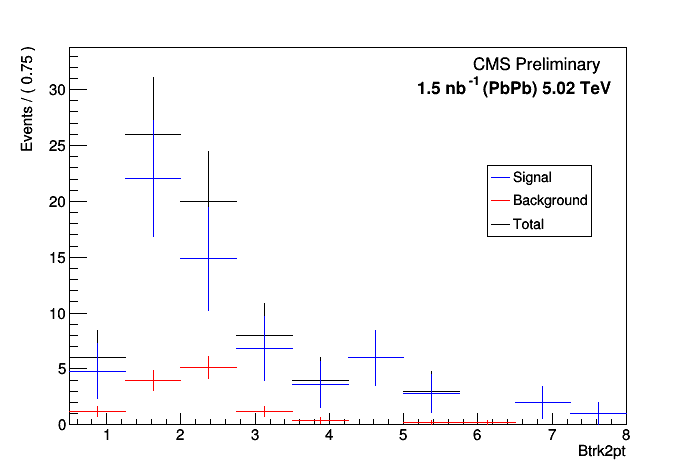 CMS Preliminary
1.5 nb-1 (PbPb) 5.02 TeV
Events / ( 0.75 )
30
25
20
15
10
5
0
Signal
Background
Total
1 2 3 4 5 6 7 8
Btrk2pt